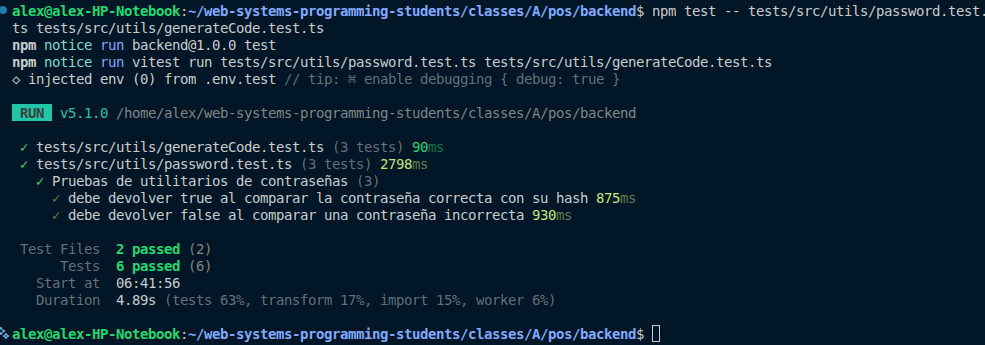 alex@alex-HP-Notebook:~/web-systems-programming-students/classes/A/pos/backend$ npm test -- tests/src/utils/password.test.
ts tests/src/utils/generateCode.test.ts
npm notice run backend@1.0.0 test
npm notice run vitest run tests/src/utils/password.test.ts tests/src/utils/generateCode.test.ts
◇ injected env (0) from .env.test // tip: ⌘ enable debugging { debug: true }
RUN v5.1.0 /home/alex/web-systems-programming-students/classes/A/pos/backend
✓ tests/src/utils/generateCode.test.ts (3 tests) 90ms
✓ tests/src/utils/password.test.ts (3 tests) 2798ms
✓ Pruebas de utilitarios de contraseñas (3)
✓ debe devolver true al comparar la contraseña correcta con su hash 875ms
✓ debe devolver false al comparar una contraseña incorrecta 930ms
Test Files 2 passed (2)
Tests 6 passed (6)
Start at 06:41:56
Duration 4.89s (tests 63%, transform 17%, import 15%, worker 6%)
alex@alex-HP-Notebook:~/web-systems-programming-students/classes/A/pos/backend$